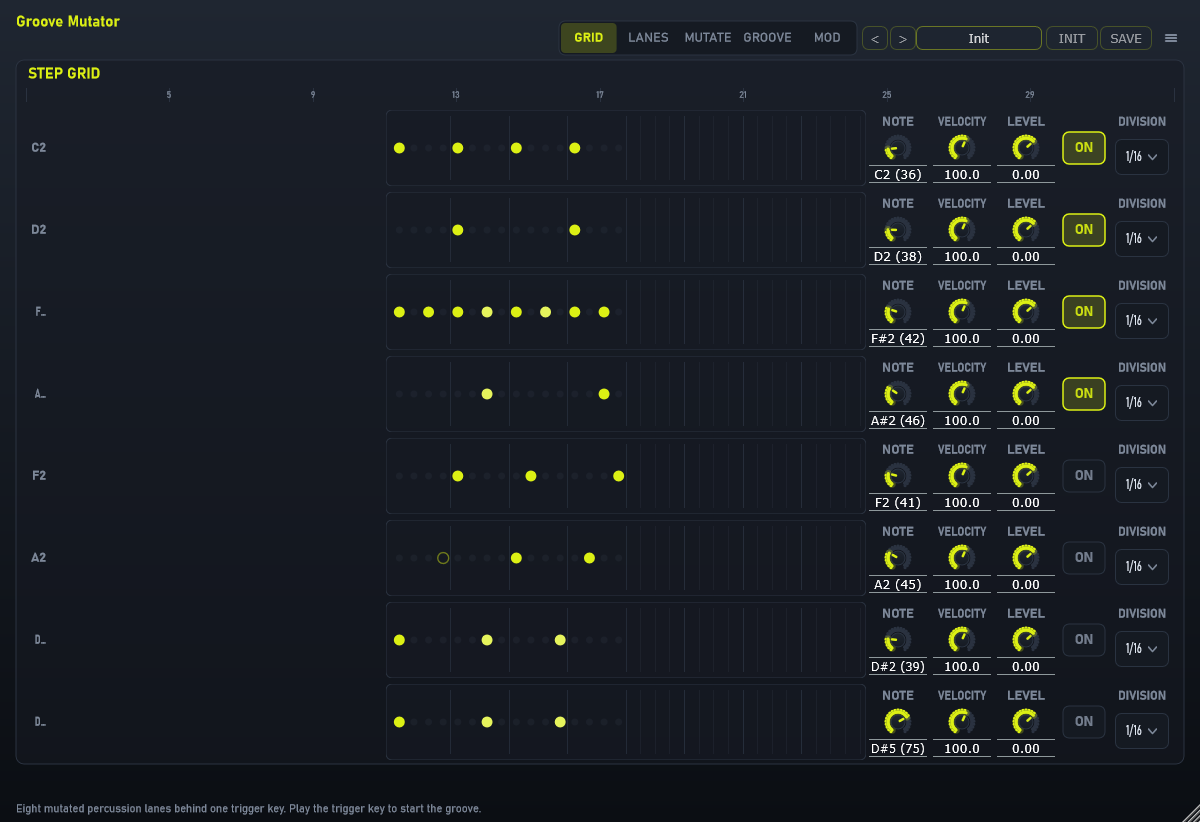 Groove Mutator
GRID LANES MUTATE GROOVE MOD < > Init INIT SAVE
STEP GRID
5 9 13 17 21 25 29
NOTE VELOCITY LEVEL DIVISION
C2 ON 1/16
C2 (36) 100.0 0.00
NOTE VELOCITY LEVEL DIVISION
D2 ON 1/16
D2 (38) 100.0 0.00
NOTE VELOCITY LEVEL DIVISION
F_ ON 1/16
F#2 (42) 100.0 0.00
NOTE VELOCITY LEVEL DIVISION
A_ ON 1/16
A#2 (46) 100.0 0.00
NOTE VELOCITY LEVEL DIVISION
F2 ON 1/16
F2 (41) 100.0 0.00
NOTE VELOCITY LEVEL DIVISION
A2 ON 1/16
A2 (45) 100.0 0.00
NOTE VELOCITY LEVEL DIVISION
D_ ON 1/16
D#2 (39) 100.0 0.00
NOTE VELOCITY LEVEL DIVISION
D_ ON 1/16
D#5 (75) 100.0 0.00
Eight mutated percussion lanes behind one trigger key. Play the trigger key to start the groove.